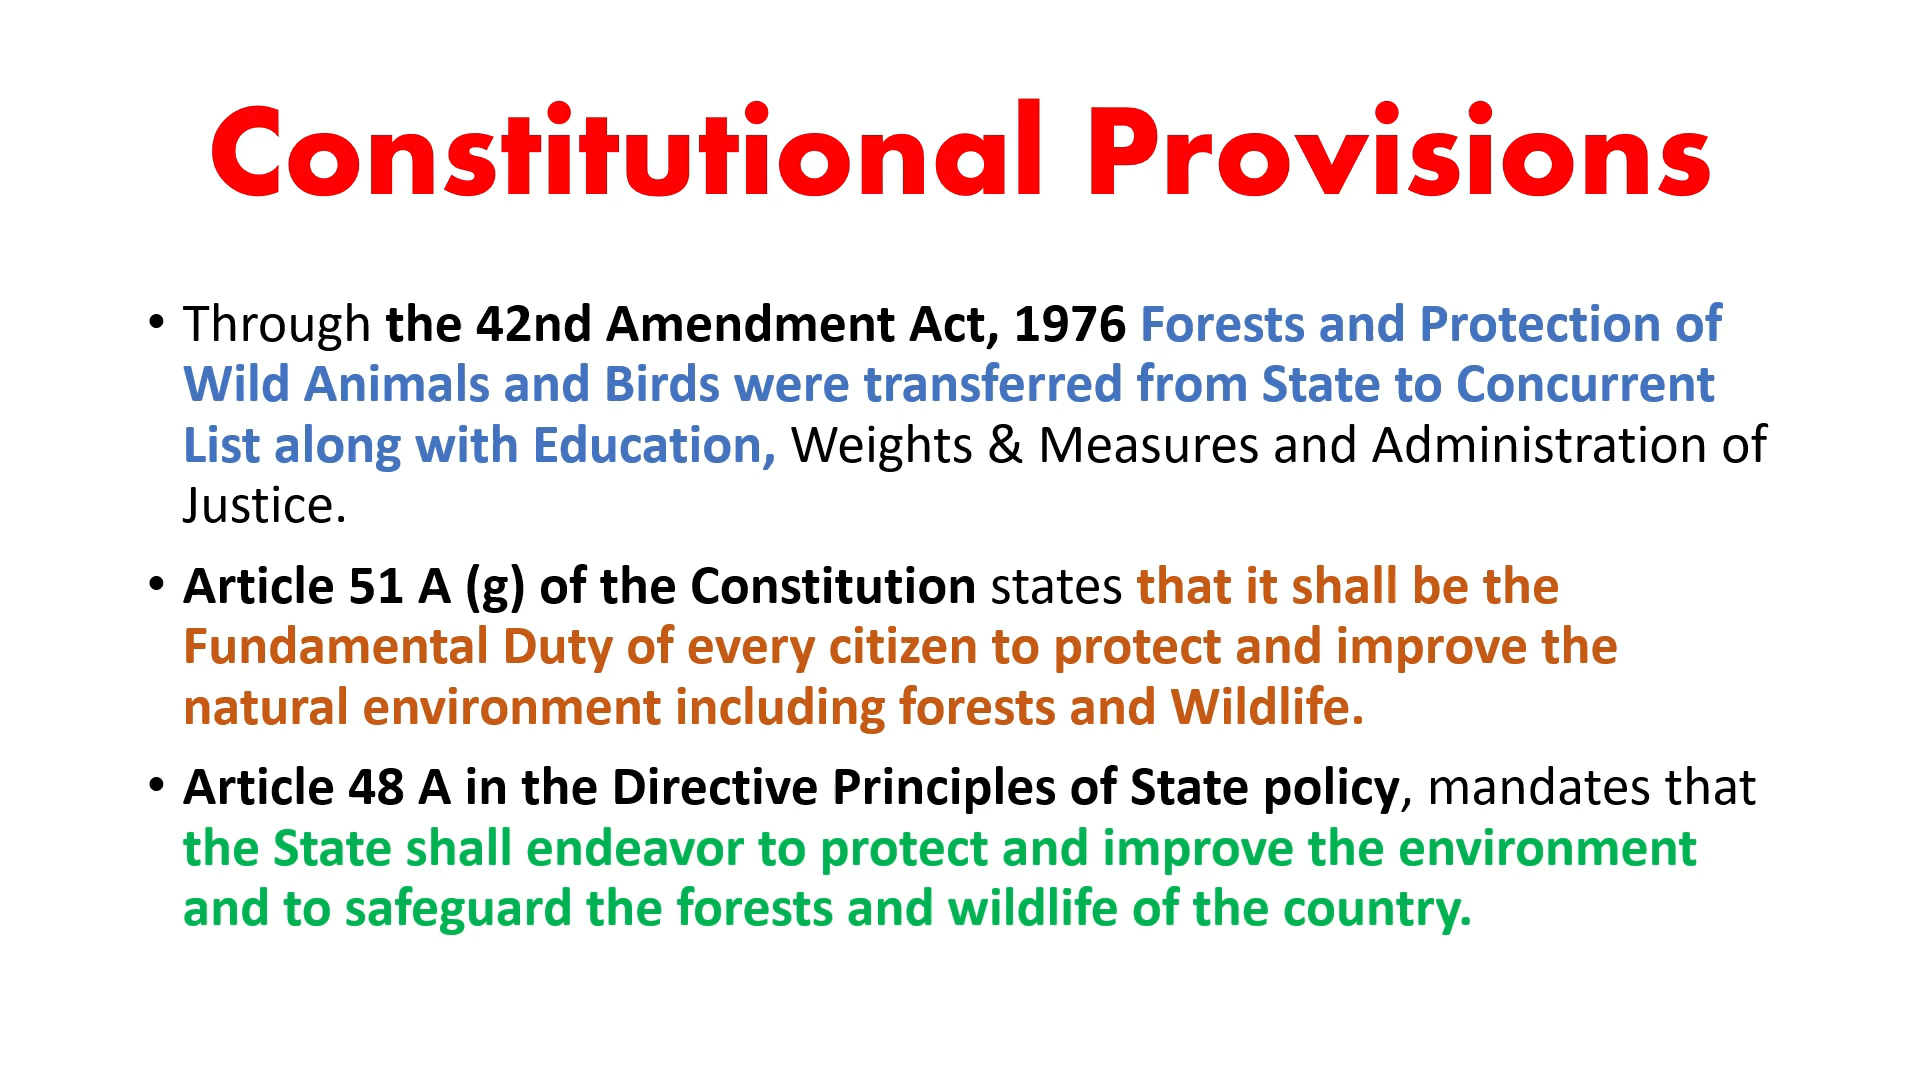 Constitutional Provisions
• Through the 42nd Amendment Act, 1976 Forests and Protection of
Wild Animals and Birds were transferred from State to Concurrent
List along with Education, Weights & Measures and Administration of
Justice.
• Article 51 A (g) of the Constitution states that it shall be the
Fundamental Duty of every citizen to protect and improve the
natural environment including forests and Wildlife.
• Article 48 A in the Directive Principles of State policy, mandates that
the State shall endeavor to protect and improve the environment
and to safeguard the forests and wildlife of the country.